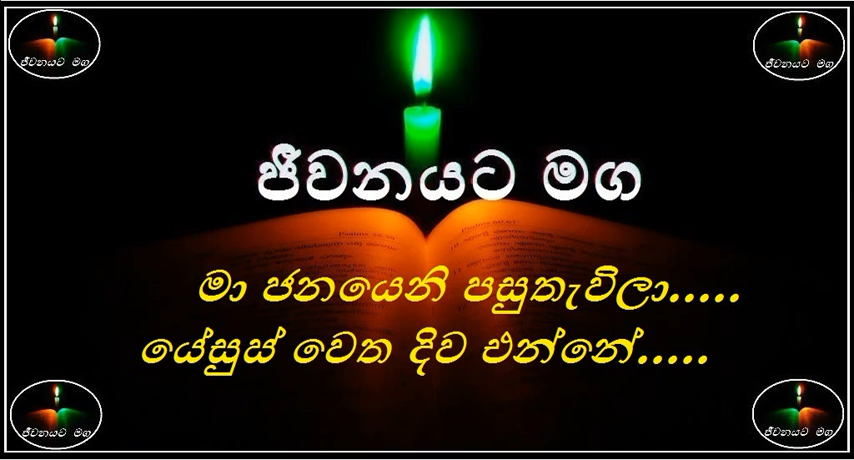 ජීවනයට මග
ජීවනයට මග
ජීවනයට මග
මා ජනයෙනි පසුතැවිලා.....
යේසුස් වෙත දිව එන්නේ.....
ජීවනයට මග
ජීවනයට මග